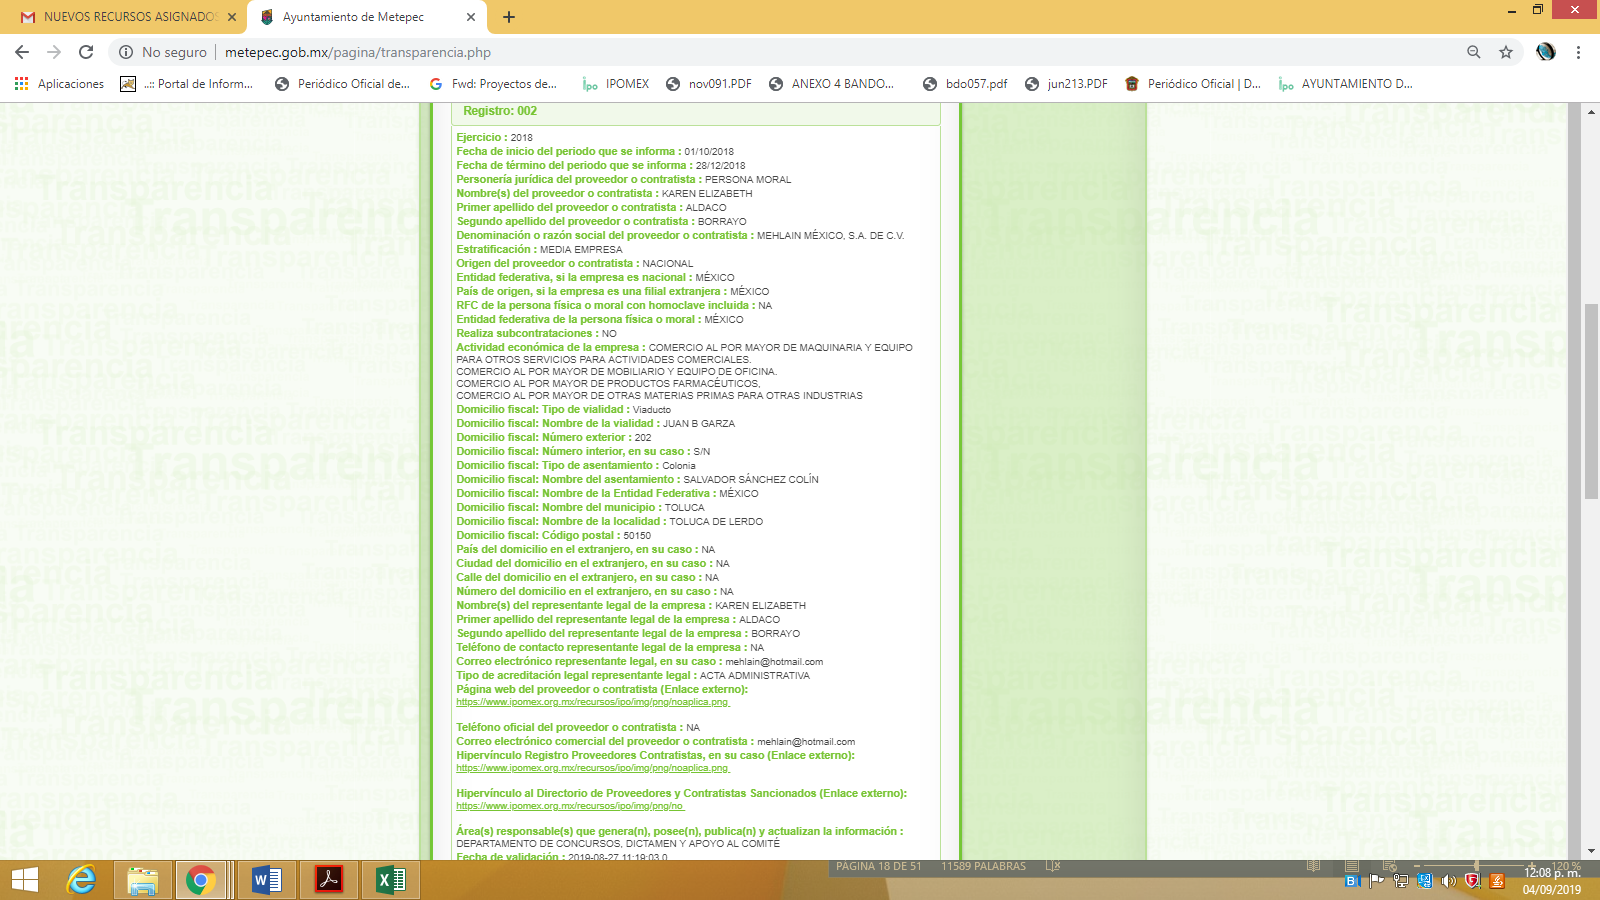 NUEVOS RECURSOS ASIGNADOS
Ayuntamiento de Metepec
No seguro
metepec.gob.mx/pagina/transparencia.php
Aplicaciones
..:: Portal de Inform...
Periódico Oficial de...
Fwd: Proyectos de...
IPOMEX
nov091.PDF
ANEXO 4 BANDO...
bdo057.pdf
jun213.PDF
Periódico Oficial | D...
AYUNTAMIENTO D...
Registro: 002
Ejercicio : 2018
Fecha de inicio del periodo que se informa : 01/10/2018
Fecha de término del periodo que se informa : 28/12/2018
Personería jurídica del proveedor o contratista : PERSONA MORAL
Nombre(s) del proveedor o contratista : KAREN ELIZABETH
Primer apellido del proveedor o contratista : ALDACO
Segundo apellido del proveedor o contratista : BORRAYO
Denominación o razón social del proveedor o contratista : MEHLAIN MÉXICO, S.A. DE C.V.
Estratificación : MEDIA EMPRESA
Origen del proveedor o contratista : NACIONAL
Entidad federativa, si la empresa es nacional : MÉXICO
País de origen, si la empresa es una filial extranjera : MÉXICO
RFC de la persona física o moral con homoclave incluida : NA
Entidad federativa de la persona física o moral : MÉXICO
Realiza subcontrataciones : NO
Actividad económica de la empresa : COMERCIO AL POR MAYOR DE MAQUINARIA Y EQUIPO
PARA OTROS SERVICIOS PARA ACTIVIDADES COMERCIALES.
COMERCIO AL POR MAYOR DE MOBILIARIO Y EQUIPO DE OFICINA.
COMERCIO AL POR MAYOR DE PRODUCTOS FARMACÉUTICOS,
COMERCIO AL POR MAYOR DE OTRAS MATERIAS PRIMAS PARA OTRAS INDUSTRIAS
Domicilio fiscal: Tipo de vialidad : Viaducto
Domicilio fiscal: Nombre de la vialidad : JUAN B GARZA
Domicilio fiscal: Número exterior : 202
Domicilio fiscal: Número interior, en su caso : S/N
Domicilio fiscal: Tipo de asentamiento : Colonia
Domicilio fiscal: Nombre del asentamiento : SALVADOR SÁNCHEZ COLÍN
Domicilio fiscal: Nombre de la Entidad Federativa : MÉXICO
Domicilio fiscal: Nombre del municipio : TOLUCA
Domicilio fiscal: Nombre de la localidad : TOLUCA DE LERDO
Domicilio fiscal: Código postal : 50150
País del domicilio en el extranjero, en su caso : NA
Ciudad del domicilio en el extranjero, en su caso : NA
Calle del domicilio en el extranjero, en su caso : NA
Número del domicilio en el extranjero, en su caso : NA
Nombre(s) del representante legal de la empresa : KAREN ELIZABETH
Primer apellido del representante legal de la empresa : ALDACO
Segundo apellido del representante legal de la empresa : BORRAYO
Teléfono de contacto representante legal de la empresa : NA
Correo electrónico representante legal, en su caso : mehlain@hotmail.com
Tipo de acreditación legal representante legal : ACTA ADMINISTRATIVA
Página web del proveedor o contratista (Enlace externo):
https://www.ipomex.org.mx/recursos/ipo/img/png/noaplica.png
Teléfono oficial del proveedor o contratista : NA
Correo electrónico comercial del proveedor o contratista : mehlain@hotmail.com
Hipervínculo Registro Proveedores Contratistas, en su caso (Enlace externo):
https://www.ipomex.org.mx/recursos/ipo/img/png/noaplica.png
Hipervínculo al Directorio de Proveedores y Contratistas Sancionados (Enlace externo):
https://www.ipomex.org.mx/recursos/ipo/img/png/no
Área(s) responsable(s) que genera(n), posee(n), publica(n) y actualizan la información :
DEPARTAMENTO DE CONCURSOS, DICTAMEN Y APOYO AL COMITÉ
Fecha de validación : 2019-08-27 11:19:03.0
PÁGINA 18 DE 51 11589 PALABRAS 120 %
12:08 p. m.
04/09/2019